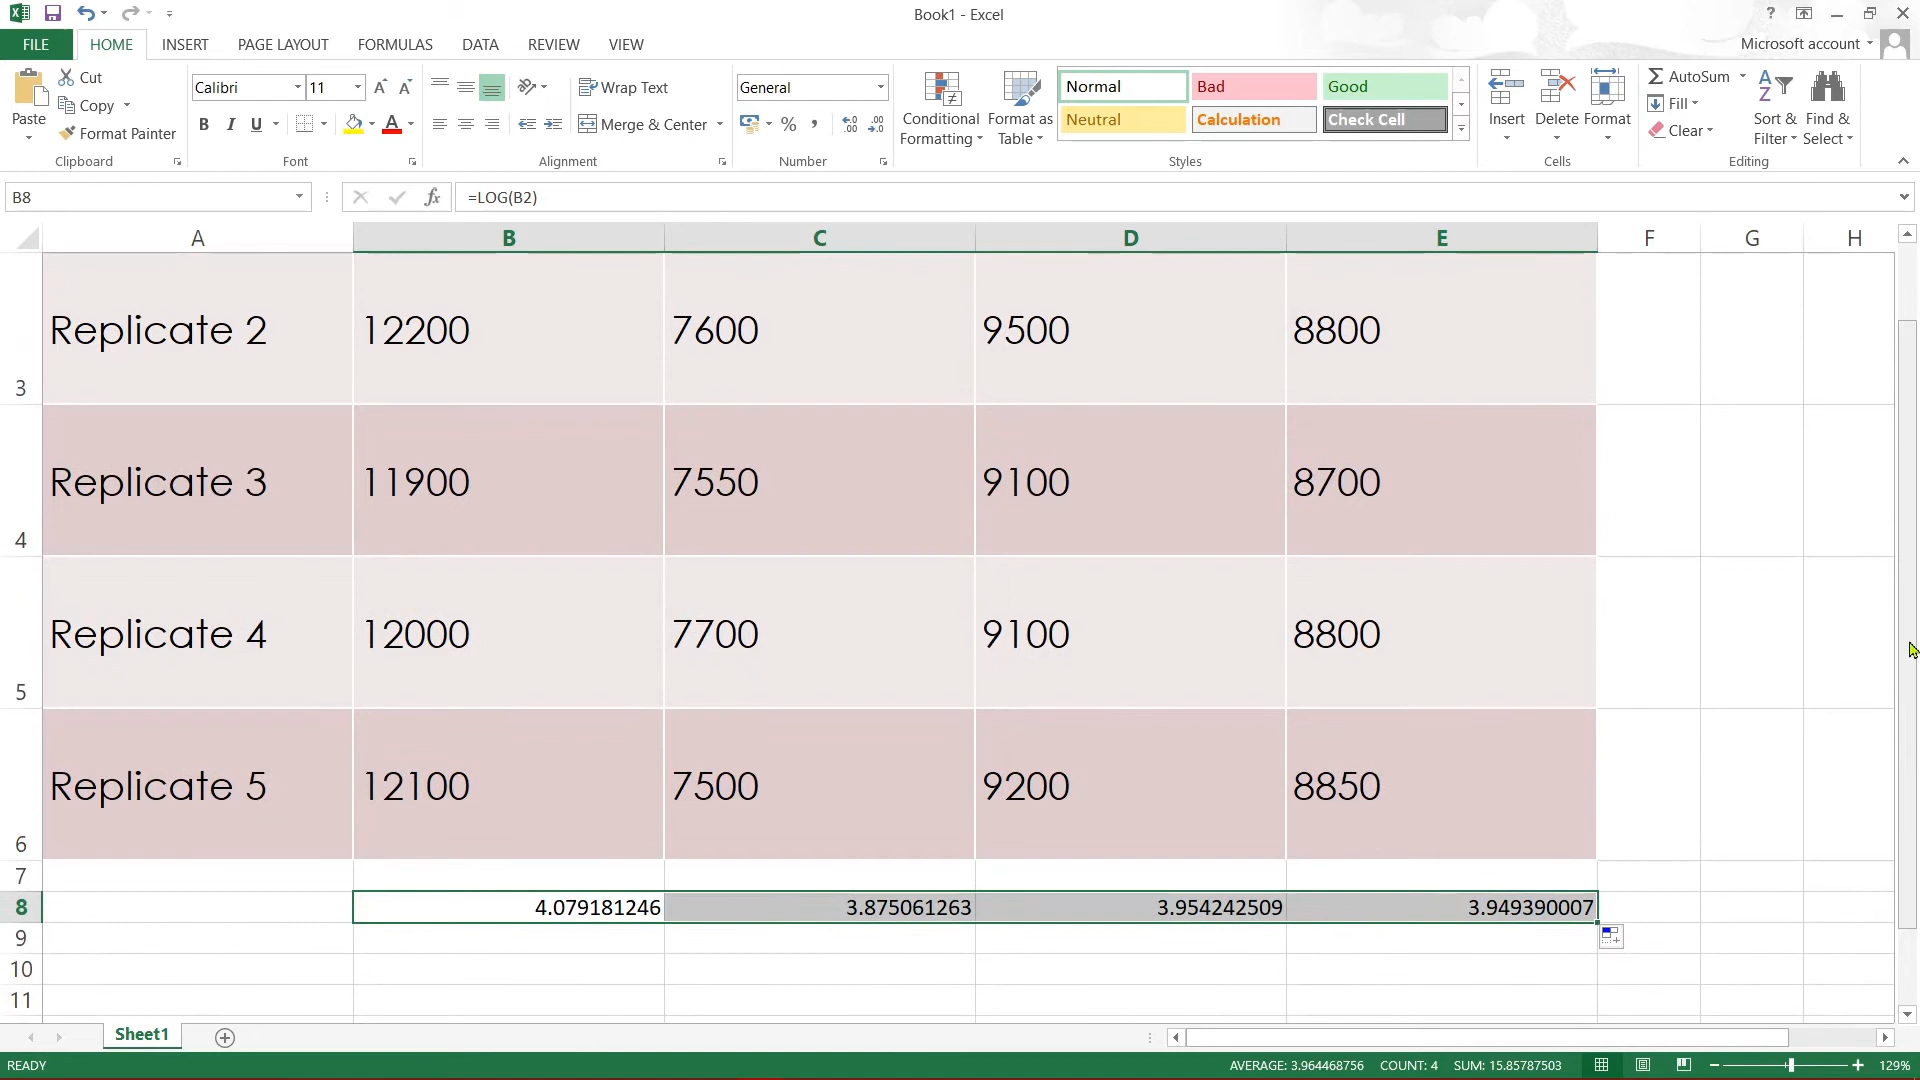 Book1 - Excel
?
FILE HOME INSERT PAGE LAYOUT FORMULAS DATA REVIEW VIEW
Microsoft account
Paste
Cut
Copy
Format Painter
Clipboard
Calibri 11
B I U
Font
Wrap Text
Merge & Center
Alignment
General
%
Number
Conditional Formatting
Format as Table
Normal Bad Good
Neutral Calculation Check Cell
Styles
Insert Delete Format
Cells
AutoSum
Fill
Clear
Sort & Filter
Find & Select
Editing
B8 fx =LOG(B2)
A B C D E F G H
3 Replicate 2 12200 7600 9500 8800
4 Replicate 3 11900 7550 9100 8700
5 Replicate 4 12000 7700 9100 8800
6 Replicate 5 12100 7500 9200 8850
7
8 4.079181246 3.875061263 3.954242509 3.949390007
9
10
11
Sheet1
READY AVERAGE: 3.964468756 COUNT: 4 SUM: 15.85787503 129%